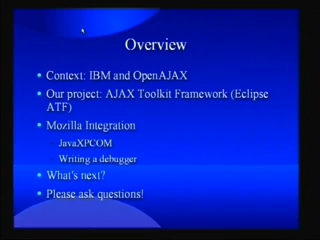 Overview
Context: IBM and OpenAJAX
Our project: AJAX Toolkit Framework (Eclipse
ATF)
Mozilla Integration
JavaXPCOM
Writing a debugger
What's next?
Please ask questions!